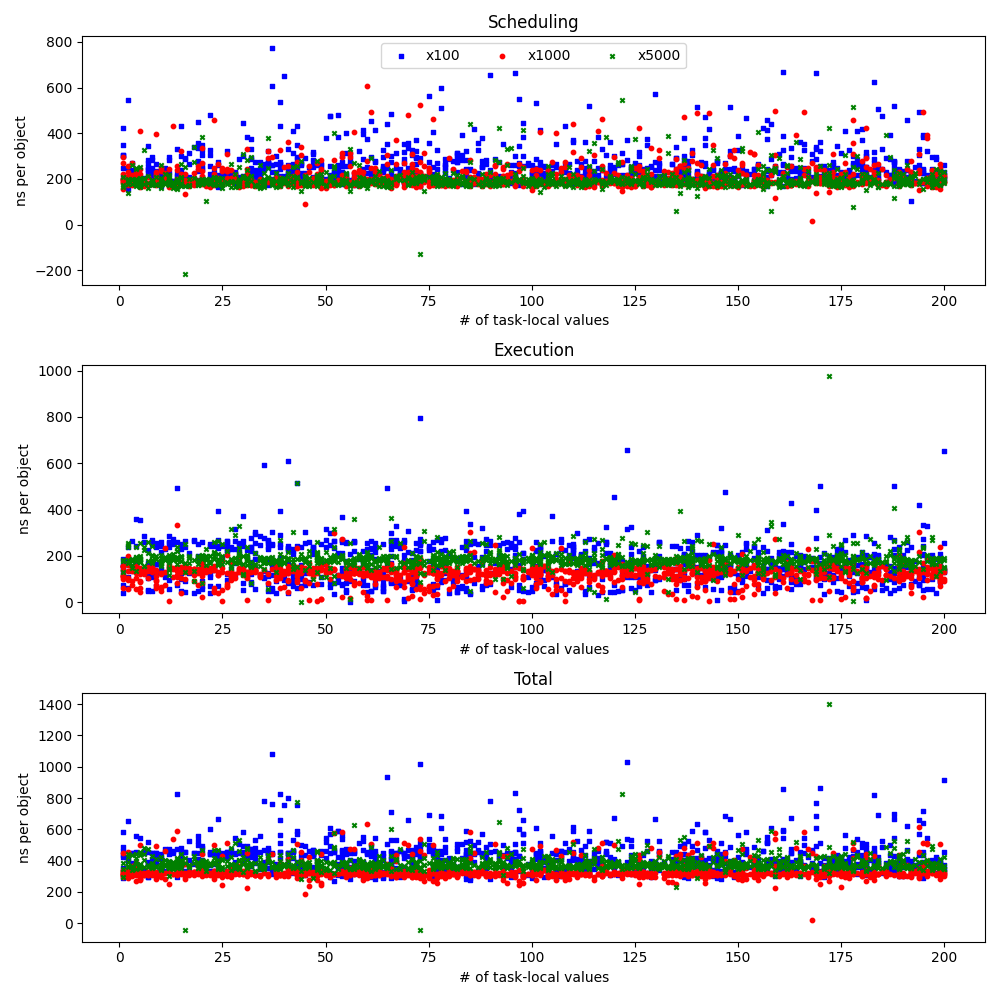 Scheduling
x100 x1000 x5000
ns per object
800
600
400
200
0
−200
0 25 50 75 100 125 150 175 200
# of task-local values
Execution
ns per object
1000
800
600
400
200
0
0 25 50 75 100 125 150 175 200
# of task-local values
Total
ns per object
1400
1200
1000
800
600
400
200
0
0 25 50 75 100 125 150 175 200
# of task-local values